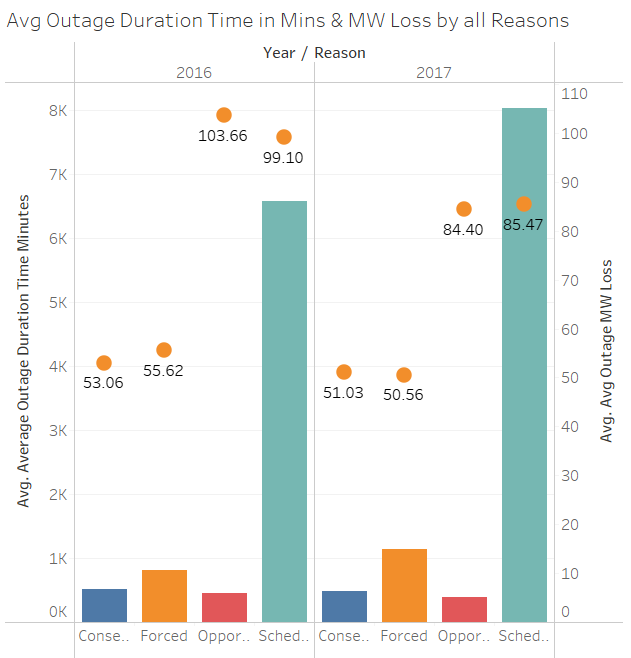 Avg Outage Duration Time in Mins & MW Loss by all Reasons
Year / Reason
2016 2017
Avg. Average Outage Duration Time Minutes
8K
7K
6K
5K
4K
3K
2K
1K
0K
103.66
99.10
53.06
55.62
84.40
85.47
51.03
50.56
110
100
90
80
70
60
50
40
30
20
10
0
Avg. Avg Outage MW Loss
Conse.. Forced Oppor.. Sched.. Conse.. Forced Oppor.. Sched..